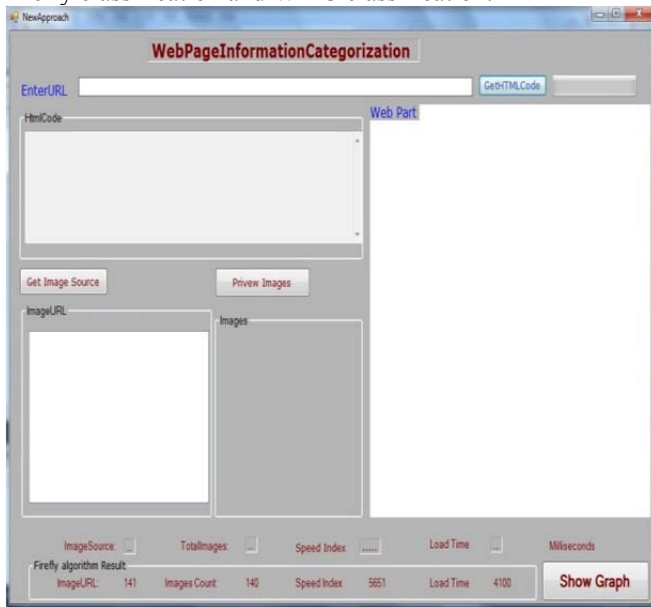 NewApproach
WebPageInformationCategorization
EnterURL
GetHTMLCode
HtmlCode
Web Part
Get Image Source
Privew Images
ImageURL
Images
ImageSource: ...
TotalImages: ...
Speed Index .....
Load Time ...
Milliseconds
Firefly algorithm Result
ImageURL: 141 Images Count: 140 Speed Index 5651 Load Time 4100
Show Graph